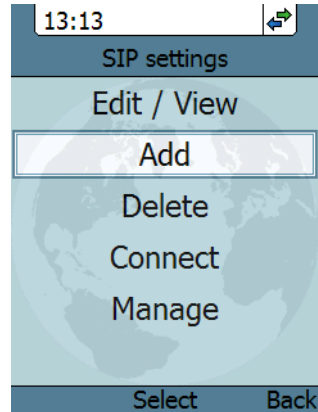 13:13
SIP settings
Edit / View
Add
Delete
Connect
Manage
Select Back